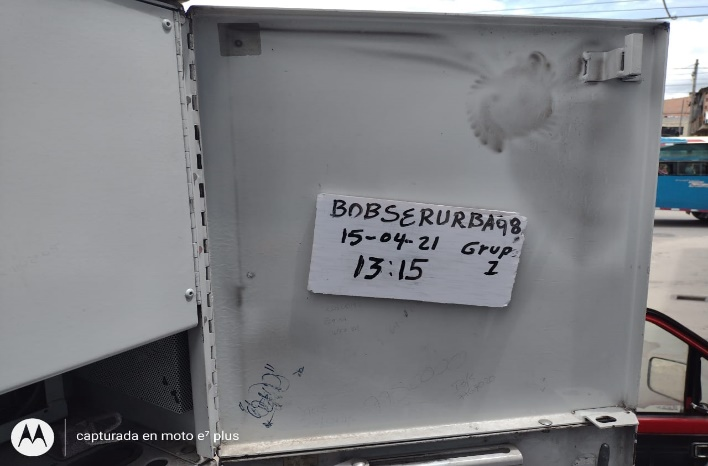 BOBSERURBA98
15-04-21 Grup.
13:15 I
capturada en moto e⁷ plus